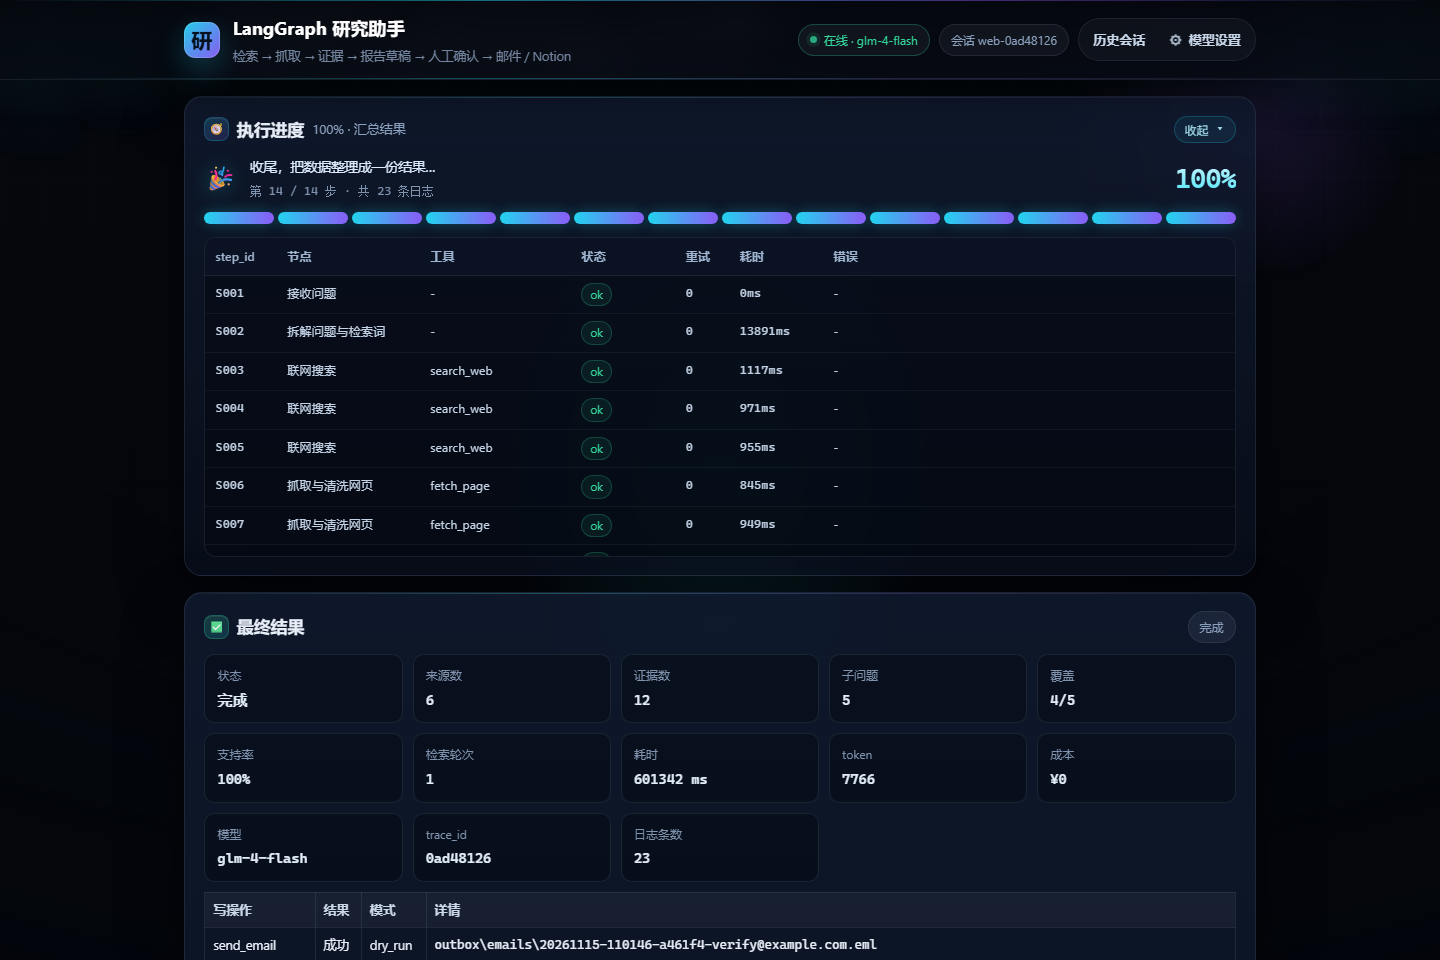 研
LangGraph 研究助手
检索 → 抓取 → 证据 → 报告草稿 → 人工确认 → 邮件 / Notion
在线 · glm-4-flash
会话 web-0ad48126
历史会话
模型设置
执行进度 100% · 汇总结果
收起
收尾，把数据整理成一份结果...
第 14 / 14 步 · 共 23 条日志
100%
step_id 节点 工具 状态 重试 耗时 错误
S001 接收问题 - ok 0 0ms -
S002 拆解问题与检索词 - ok 0 13891ms -
S003 联网搜索 search_web ok 0 1117ms -
S004 联网搜索 search_web ok 0 971ms -
S005 联网搜索 search_web ok 0 955ms -
S006 抓取与清洗网页 fetch_page ok 0 845ms -
S007 抓取与清洗网页 fetch_page ok 0 949ms -
最终结果
完成
状态
完成
来源数
6
证据数
12
子问题
5
覆盖
4/5
支持率
100%
检索轮次
1
耗时
601342 ms
token
7766
成本
¥0
模型
glm-4-flash
trace_id
0ad48126
日志条数
23
写操作 结果 模式 详情
send_email 成功 dry_run outbox\emails\20261115-110146-a461f4-verify@example.com.eml